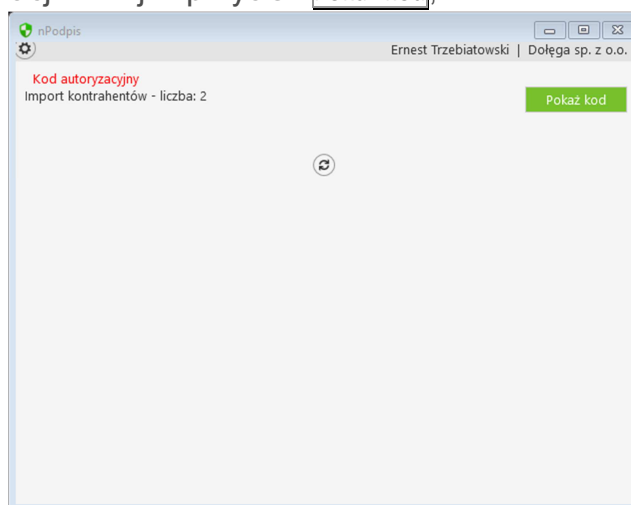 nPodpis
Ernest Trzebiatowski | Dołęga sp. z o.o.
Kod autoryzacyjny
Import kontrahentów - liczba: 2
Pokaż kod